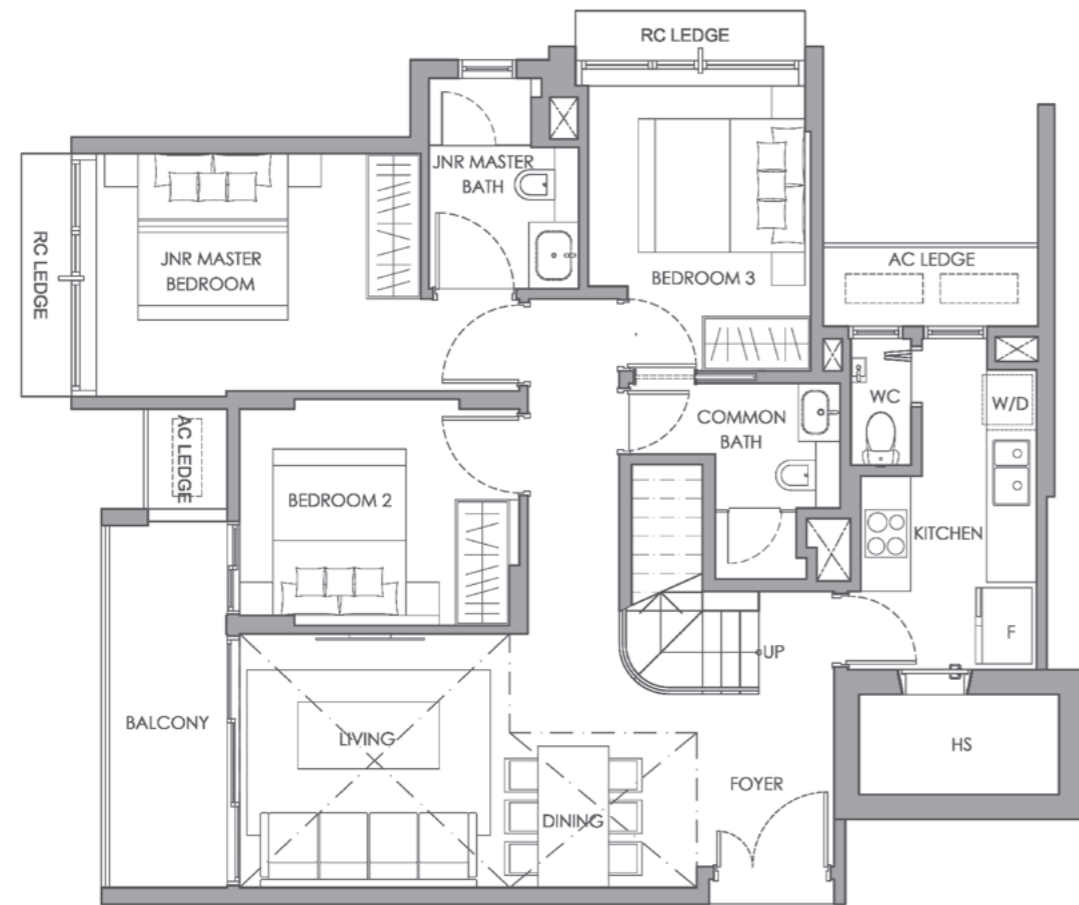 RC LEDGE
JNR MASTER
BATH
RC LEDGE
JNR MASTER
BEDROOM
BEDROOM 3
AC LEDGE
WC
W/D
AC LEDGE
COMMON
BATH
BEDROOM 2
KITCHEN
F
UP
BALCONY
LIVING
HS
FOYER
DINING